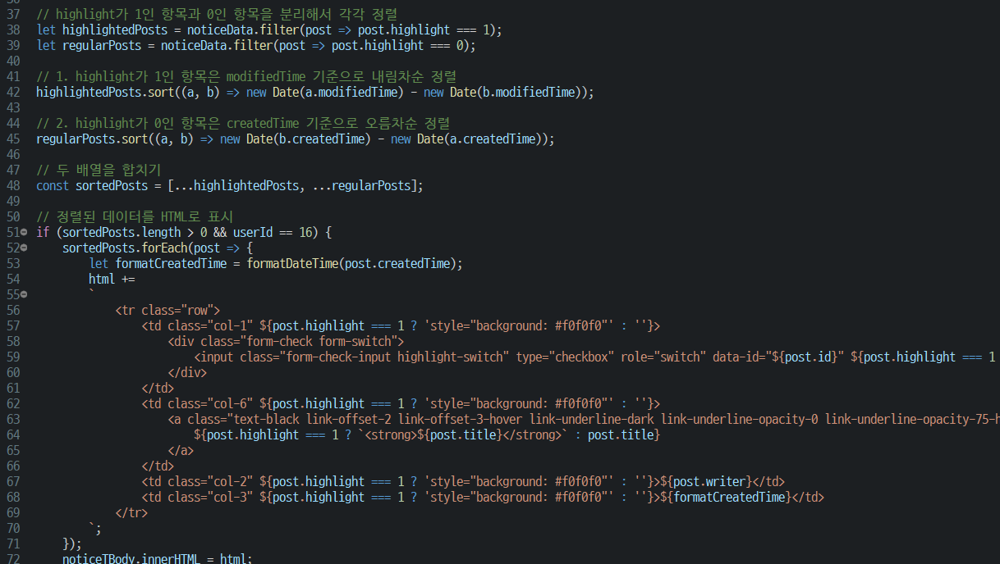 37 // highlight가 1인 항목과 0인 항목을 분리해서 각각 정렬
38 let highlightedPosts = noticeData.filter(post => post.highlight === 1);
39 let regularPosts = noticeData.filter(post => post.highlight === 0);
40
41 // 1. highlight가 1인 항목은 modifiedTime 기준으로 내림차순 정렬
42 highlightedPosts.sort((a, b) => new Date(a.modifiedTime) - new Date(b.modifiedTime));
43
44 // 2. highlight가 0인 항목은 createdTime 기준으로 오름차순 정렬
45 regularPosts.sort((a, b) => new Date(b.createdTime) - new Date(a.createdTime));
46
47 // 두 배열을 합치기
48 const sortedPosts = [...highlightedPosts, ...regularPosts];
49
50 // 정렬된 데이터를 HTML로 표시
51 if (sortedPosts.length > 0 && userId == 16) {
52     sortedPosts.forEach(post => {
53         let formatCreatedTime = formatDateTime(post.createdTime);
54         html +=
55         `
56             <tr class="row">
57                 <td class="col-1" ${post.highlight === 1 ? 'style="background: #f0f0f0"' : ''}>
58                     <div class="form-check form-switch">
59                         <input class="form-check-input highlight-switch" type="checkbox" role="switch" data-id="${post.id}" ${post.highlight === 1
60                     </div>
61                 </td>
62                 <td class="col-6" ${post.highlight === 1 ? 'style="background: #f0f0f0"' : ''}>
63                     <a class="text-black link-offset-2 link-offset-3-hover link-underline-dark link-underline-opacity-0 link-underline-opacity-75-h
64                         ${post.highlight === 1 ? `<strong>${post.title}</strong>` : post.title}
65                     </a>
66                 </td>
67                 <td class="col-2" ${post.highlight === 1 ? 'style="background: #f0f0f0"' : ''}>${post.writer}</td>
68                 <td class="col-3" ${post.highlight === 1 ? 'style="background: #f0f0f0"' : ''}>${formatCreatedTime}</td>
69             </tr>
70         `;
71     });
72     noticeTBody.innerHTML = html;